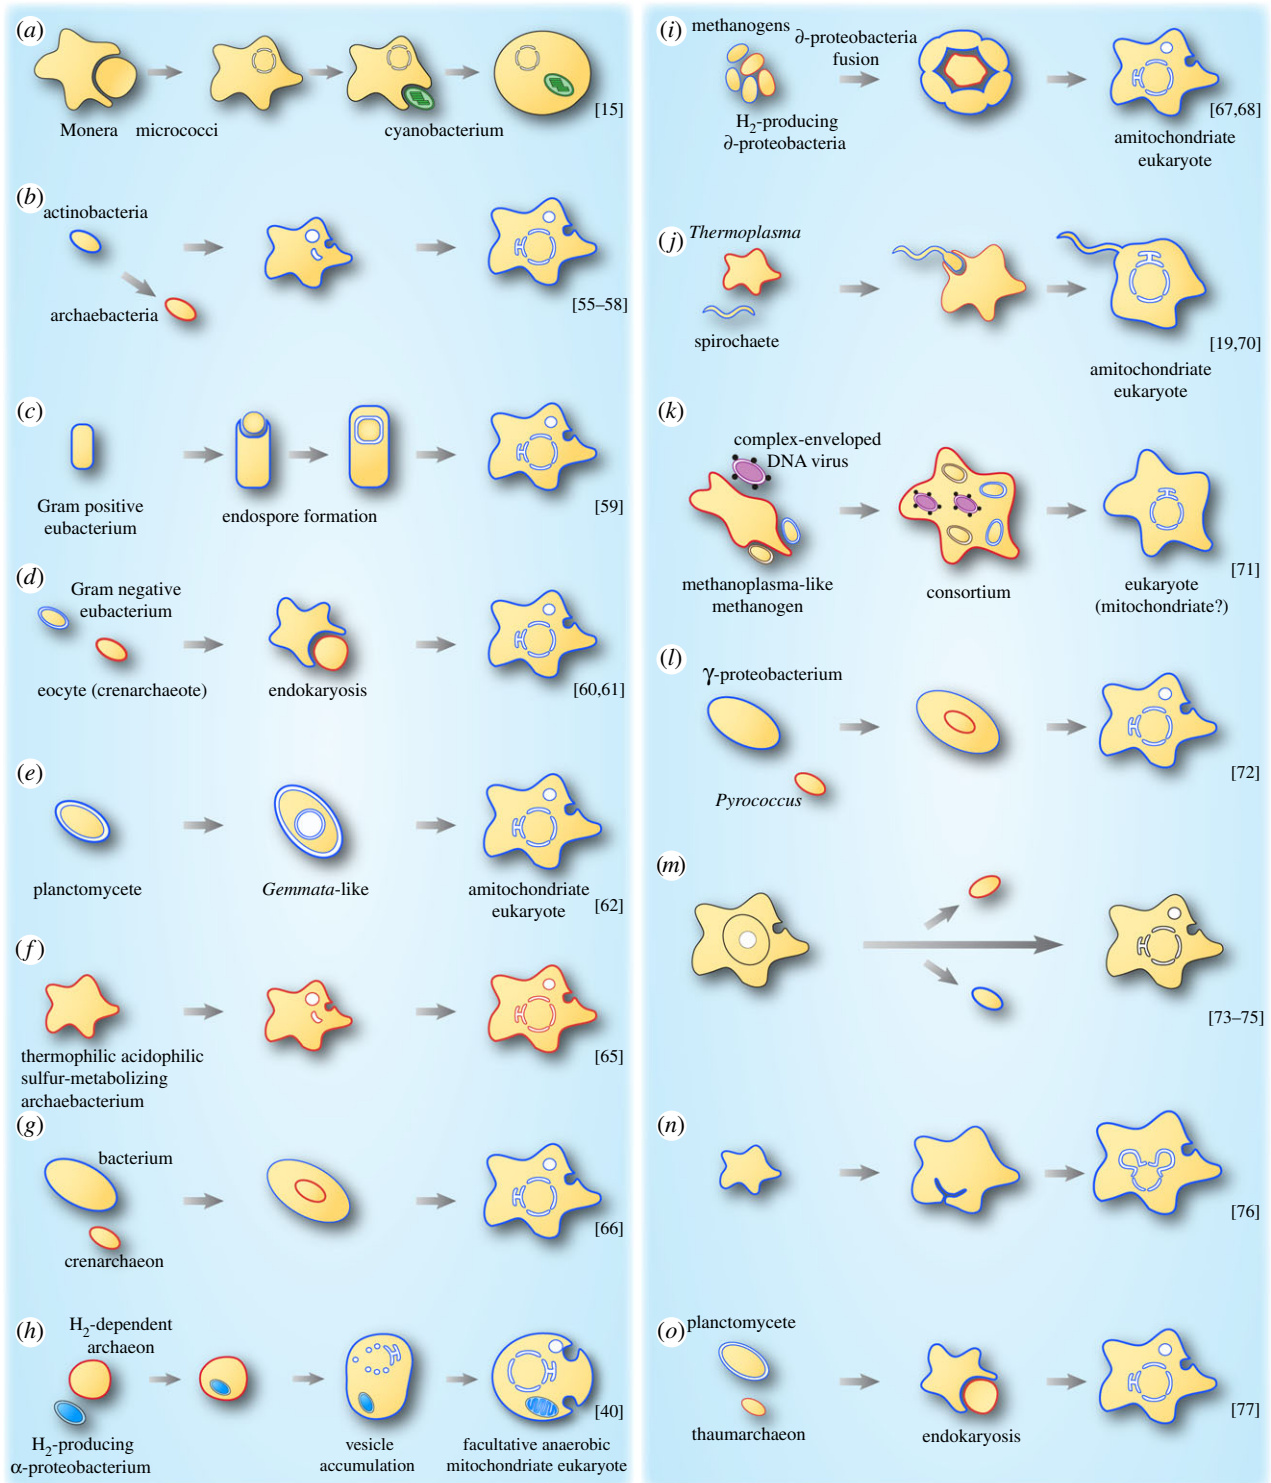 (a)
Monera
micrococci
cyanobacterium
[15]
(b)
actinobacteria
archaebacteria
[55–58]
(c)
Gram positive
eubacterium
endospore formation
[59]
(d)
Gram negative
eubacterium
eocyte (crenarchaeote)
endokaryosis
[60,61]
(e)
planctomycete
Gemmata-like
amitochondriate
eukaryote
[62]
(f)
thermophilic acidophilic
sulfur-metabolizing
archaebacterium
[65]
(g)
bacterium
crenarchaeon
[66]
(h)
H2-dependent
archaeon
H2-producing
α-proteobacterium
vesicle
accumulation
facultative anaerobic
mitochondriate eukaryote
[40]
(i)
methanogens
∂-proteobacteria
fusion
H2-producing
∂-proteobacteria
[67,68]
amitochondriate
eukaryote
(j)
Thermoplasma
spirochaete
[19,70]
amitochondriate
eukaryote
(k)
complex-enveloped
DNA virus
methanoplasma-like
methanogen
consortium
eukaryote
(mitochondriate?)
[71]
(l)
γ-proteobacterium
Pyrococcus
[72]
(m)
[73–75]
(n)
[76]
(o)
planctomycete
thaumarchaeon
endokaryosis
[77]